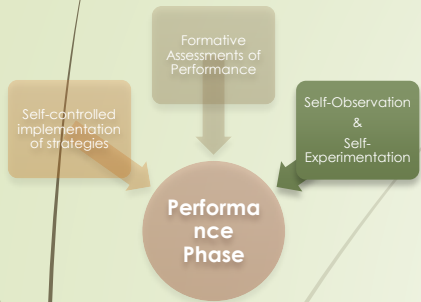 Formative
Assessments of
Performance
Self-controlled
implementation
of strategies
Self-Observation
&
Self-
Experimentation
Performa
nce
Phase